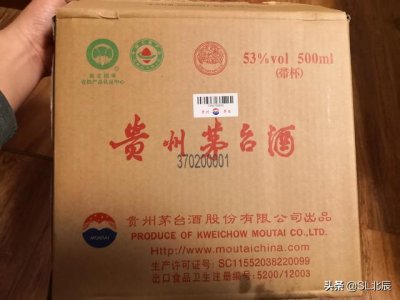 53%vol 500ml
(带杯)
贵州茅台酒
370200001
贵州茅台酒股份有限公司出品
PRODUCE OF KWEICHOW MOUTAI CO.,LTD.
Http://www.moutaichina.com
生产许可证号: SC11552038220099
出口食品卫生注册编号: 5200/12003
MOUTAI
头条 @SL北辰